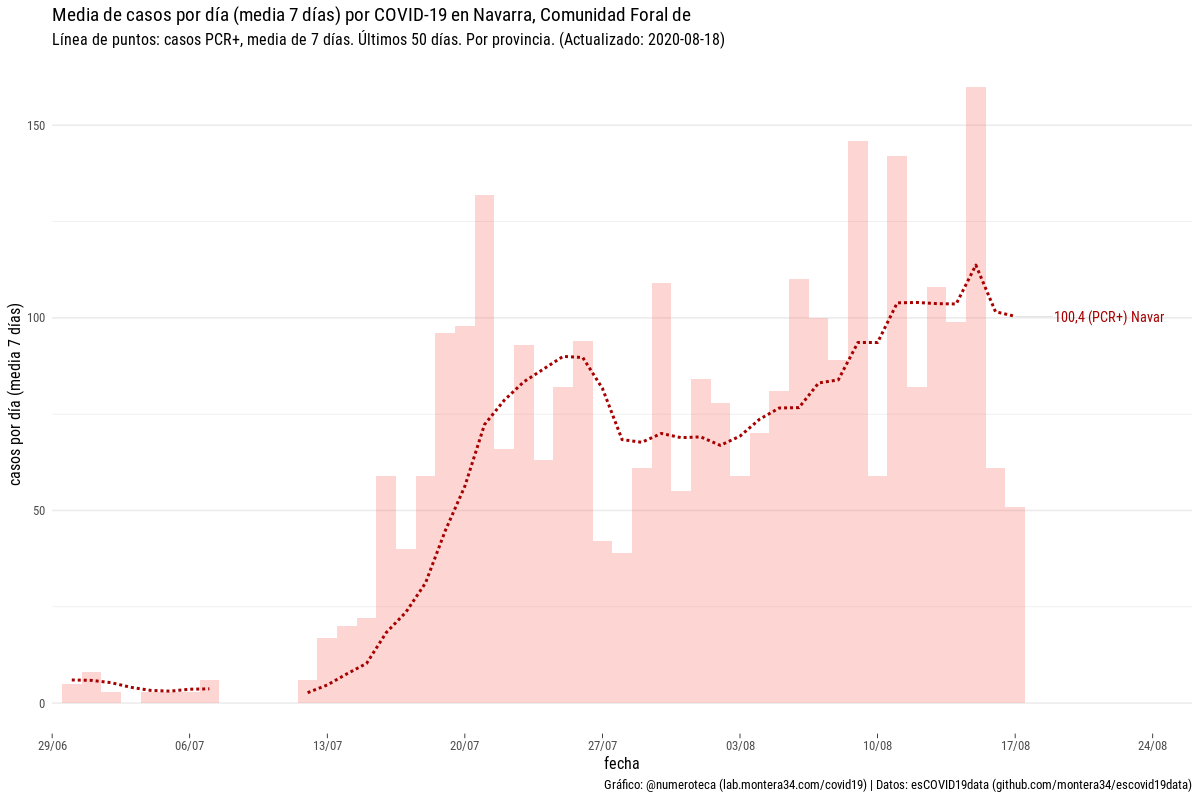 Media de casos por día (media 7 días) por COVID-19 en Navarra, Comunidad Foral de
Línea de puntos: casos PCR+, media de 7 días. Últimos 50 días. Por provincia. (Actualizado: 2020-08-18)
casos por día (media 7 días)
150
100
50
0
100,4 (PCR+) Navar
29/06
06/07
13/07
20/07
27/07
03/08
10/08
17/08
24/08
fecha
Gráfico: @numeroteca (lab.montera34.com/covid19) | Datos: esCOVID19data (github.com/montera34/escovid19data)